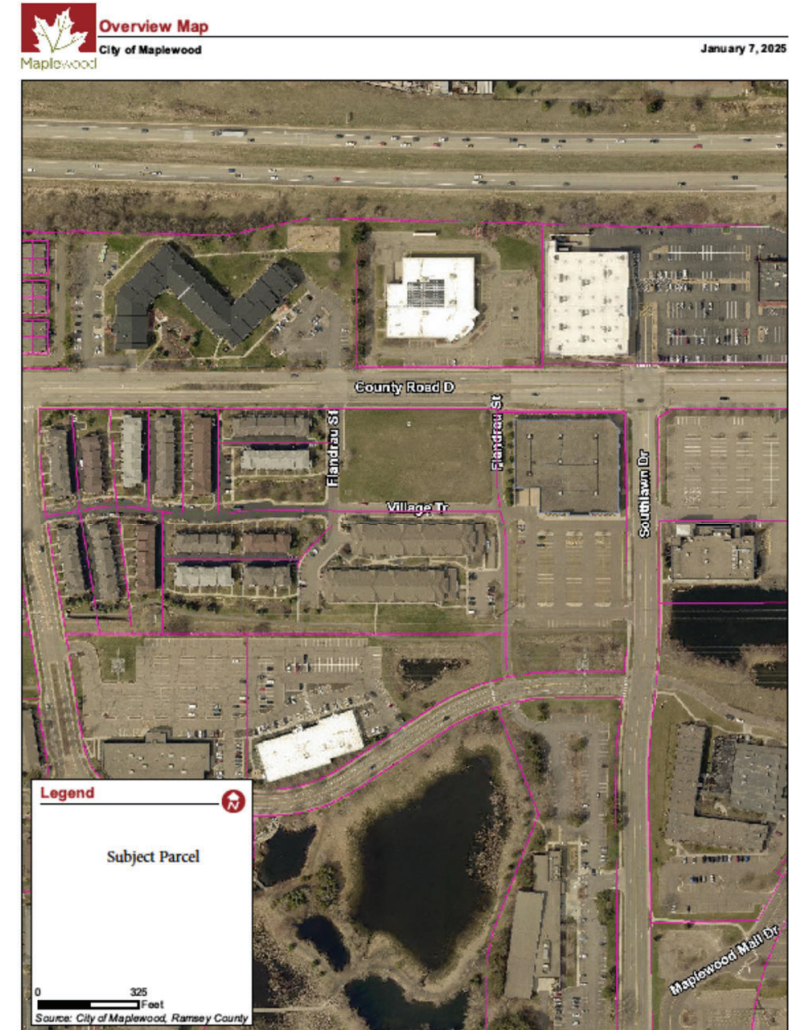 Maplewood
Overview Map
City of Maplewood
January 7, 2025
County Road D
Flandrau St
Flandrau St
Village Tr
Southlawn Dr
Maplewood Mall Dr
Legend
N
Subject Parcel
0 325
Feet
Source: City of Maplewood, Ramsey County